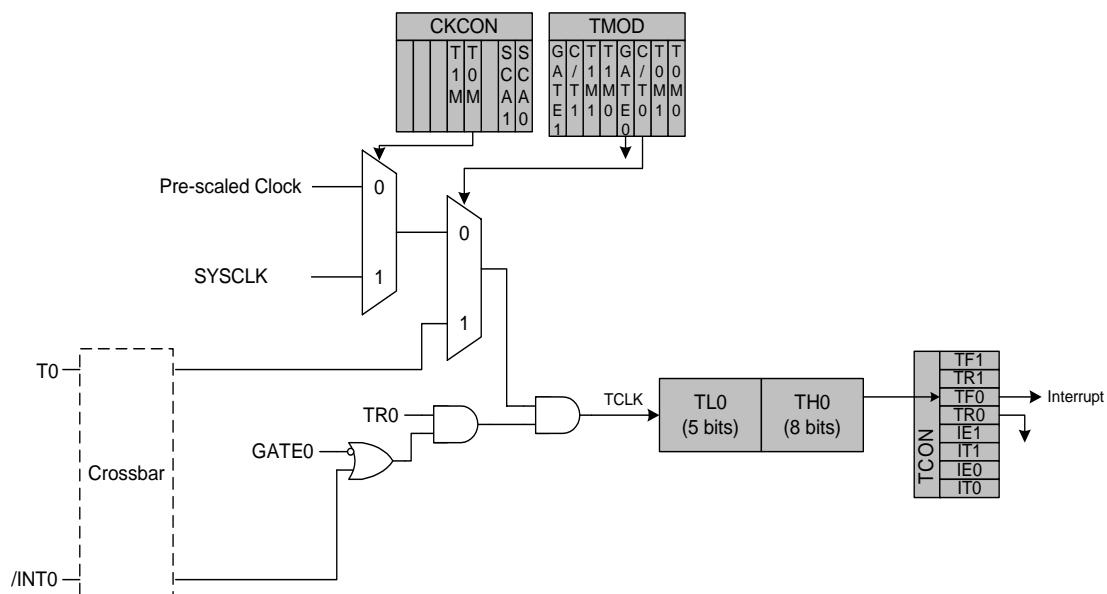 CKCON
T1M
T0M
SCA1
SCA0
TMOD
GATE1
C/T1
T1M1
T1M0
GATE0
C/T0
T0M1
T0M0
Pre-scaled Clock
0
SYSCLK
1
0
1
T0
Crossbar
/INT0
TR0
GATE0
TCLK
TL0
(5 bits)
TH0
(8 bits)
TCON
TF1
TR1
TF0
TR0
IE1
IT1
IE0
IT0
Interrupt